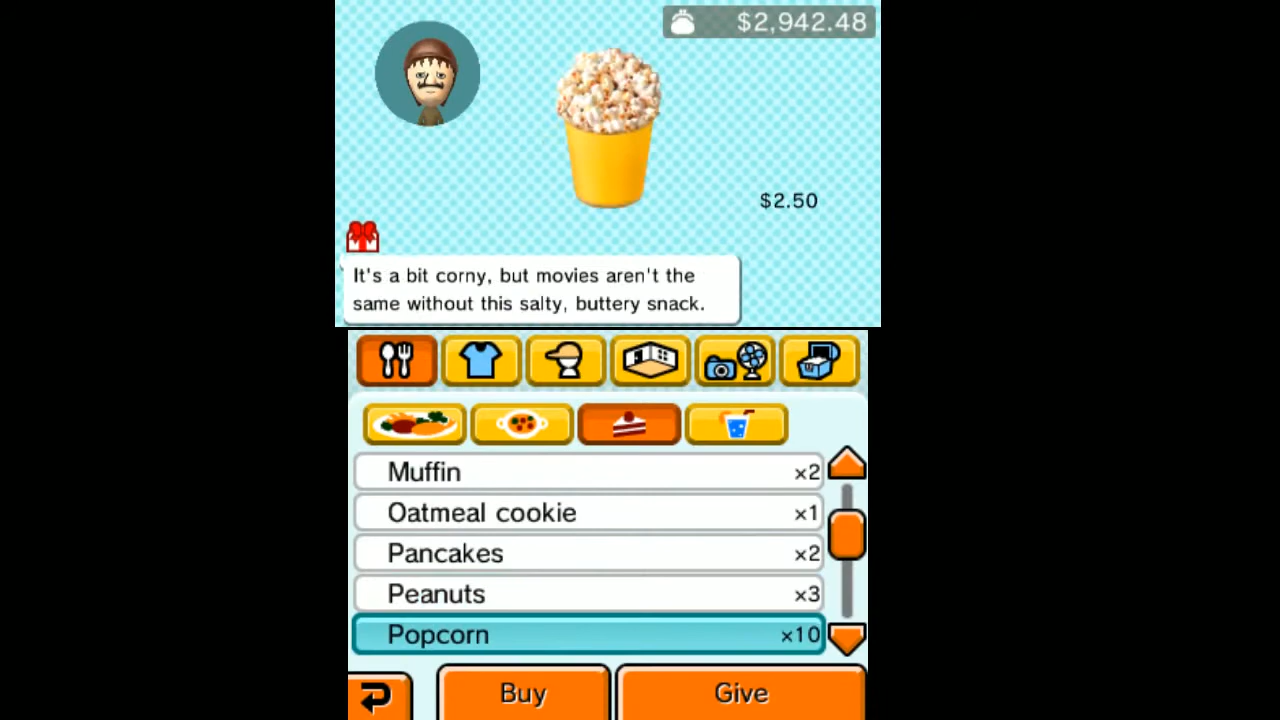 $2,942.48
$2.50
It's a bit corny, but movies aren't the
same without this salty, buttery snack.
Muffin ×2
Oatmeal cookie ×1
Pancakes ×2
Peanuts ×3
Popcorn ×10
Buy Give